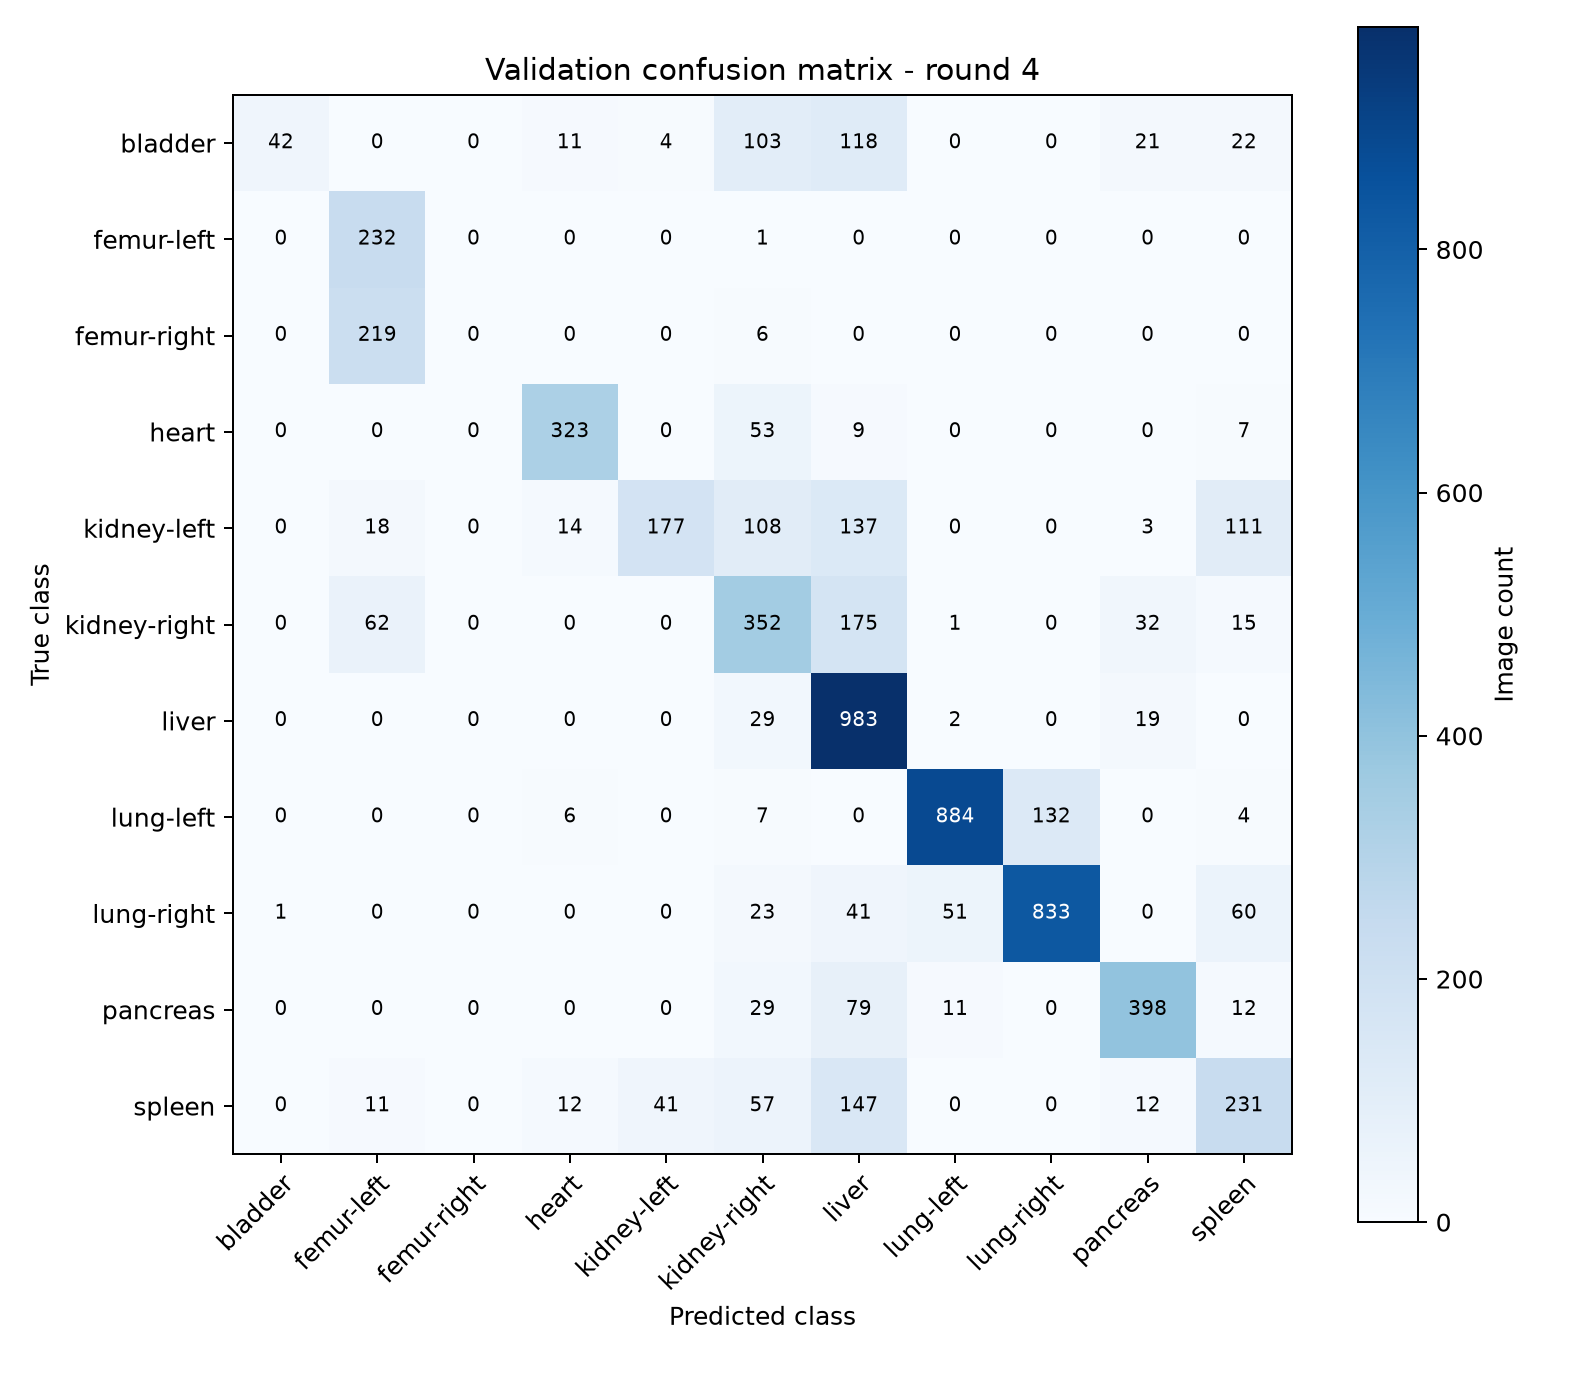 Validation confusion matrix - round 4
bladder 42 0 0 11 4 103 118 0 0 21 22
femur-left 0 232 0 0 0 1 0 0 0 0 0
femur-right 0 219 0 0 0 6 0 0 0 0 0
heart 0 0 0 323 0 53 9 0 0 0 7
kidney-left 0 18 0 14 177 108 137 0 0 3 111
kidney-right 0 62 0 0 0 352 175 1 0 32 15
liver 0 0 0 0 0 29 983 2 0 19 0
lung-left 0 0 0 6 0 7 0 884 132 0 4
lung-right 1 0 0 0 0 23 41 51 833 0 60
pancreas 0 0 0 0 0 29 79 11 0 398 12
spleen 0 11 0 12 41 57 147 0 0 12 231
True class
bladder femur-left femur-right heart kidney-left kidney-right liver lung-left lung-right pancreas spleen
Predicted class
800
600
400
200
0
Image count